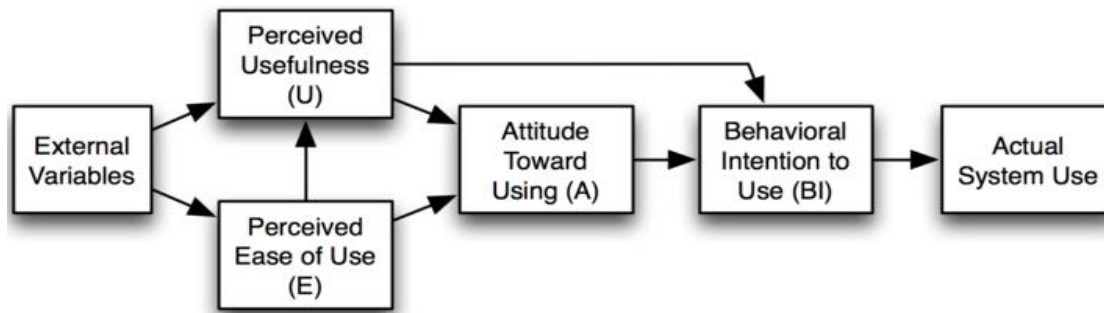 External
Variables
Perceived
Usefulness
(U)
Perceived
Ease of Use
(E)
Attitude
Toward
Using (A)
Behavioral
Intention to
Use (BI)
Actual
System Use